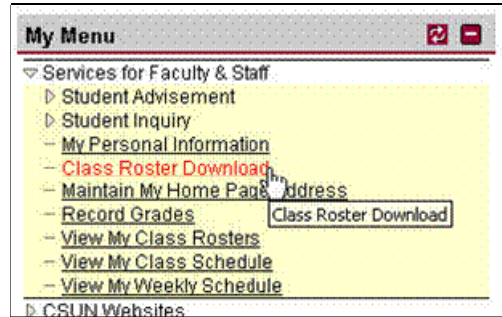 My Menu
Services for Faculty & Staff
Student Advisement
Student Inquiry
My Personal Information
Class Roster Download
Maintain My Home Page Address
Record Grades
Class Roster Download
View My Class Rosters
View My Class Schedule
View My Weekly Schedule
CSUN Websites